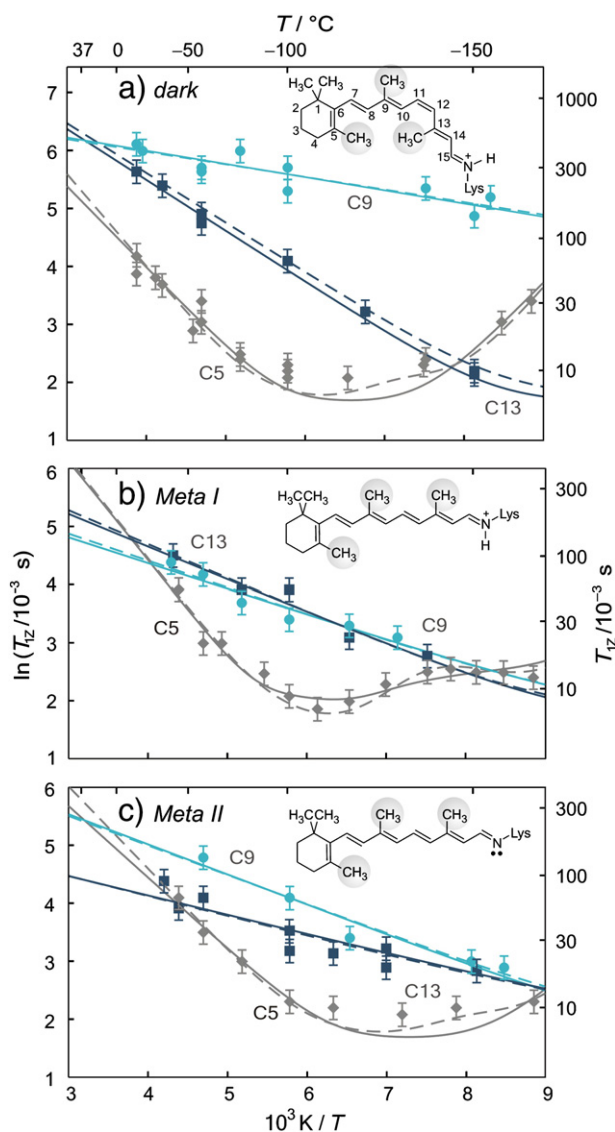 T / °C
37 0 −50 −100 −150
a) dark
7
6
5
4
3
2
1
1000
300
100
30
10
H₃C CH₃
CH₃
CH₃
CH₃
1 2 3 4 5 6 7 8 9 10 11 12 13 14 15
N + H
Lys
C9
C5
C13
b) Meta I
6
5
4
3
2
1
300
100
30
10
H₃C CH₃
CH₃
CH₃
CH₃
Lys
N +
H
C13
C5
C9
ln(T1Z /10⁻³ s)
T1Z /10⁻³ s
c) Meta II
6
5
4
3
2
1
300
100
30
10
H₃C CH₃
CH₃
CH₃
CH₃
Lys
N
C9
C13
C5
3 4 5 6 7 8 9
10³ K / T